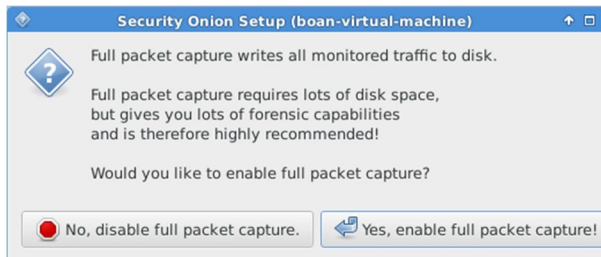 Security Onion Setup (boan-virtual-machine)
Full packet capture writes all monitored traffic to disk.
Full packet capture requires lots of disk space,
but gives you lots of forensic capabilities
and is therefore highly recommended!
Would you like to enable full packet capture?
No, disable full packet capture.
Yes, enable full packet capture!